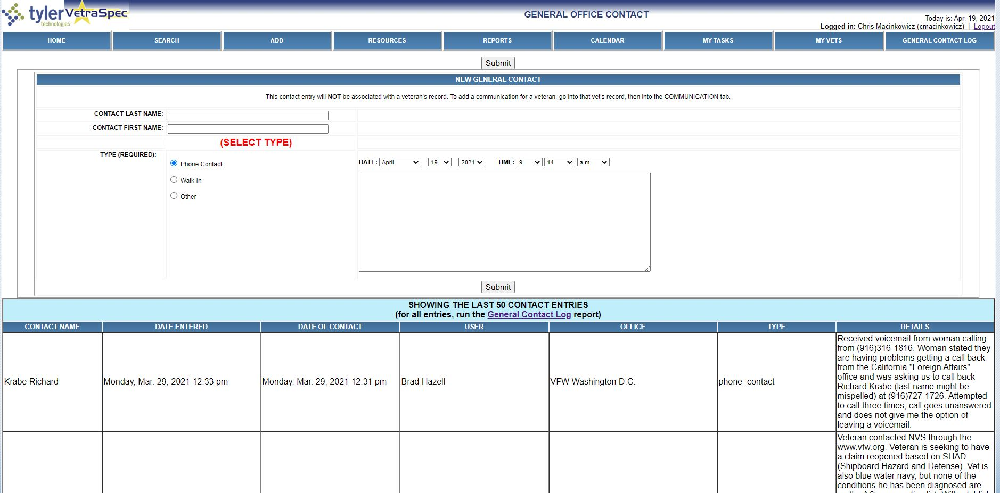 tyler technologies VetraSpec
GENERAL OFFICE CONTACT
Today is: Apr. 19, 2021
Logged in: Chris Macinkowicz (cmacinkowicz) | Logout
HOME SEARCH ADD RESOURCES REPORTS CALENDAR MY TASKS MY VETS GENERAL CONTACT LOG
Submit
NEW GENERAL CONTACT
This contact entry will NOT be associated with a veteran's record. To add a communication for a veteran, go into that vet's record, then into the COMMUNICATION tab.
CONTACT LAST NAME:
CONTACT FIRST NAME:
(SELECT TYPE)
TYPE (REQUIRED):
Phone Contact
Walk-In
Other
DATE: April 19 2021 TIME: 9 14 a.m.
Submit
SHOWING THE LAST 50 CONTACT ENTRIES
(for all entries, run the General Contact Log report)
CONTACT NAME DATE ENTERED DATE OF CONTACT USER OFFICE TYPE DETAILS
Krabe Richard Monday, Mar. 29, 2021 12:33 pm Monday, Mar. 29, 2021 12:31 pm Brad Hazell VFW Washington D.C. phone_contact
Received voicemail from woman calling
from (916)316-1816. Woman stated they
are having problems getting a call back
from the California "Foreign Affairs"
office and was asking us to call back
Richard Krabe (last name might be
mispelled) at (916)727-1726. Attempted
to call three times, call goes unanswered
and does not give me the option of
leaving a voicemail.
Veteran contacted NVS through the
www.vfw.org. Veteran is seeking to have
a claim reopened based on SHAD
(Shipboard Hazard and Defense). Vet is
also blue water navy, but none of the
conditions he has been diagnosed are